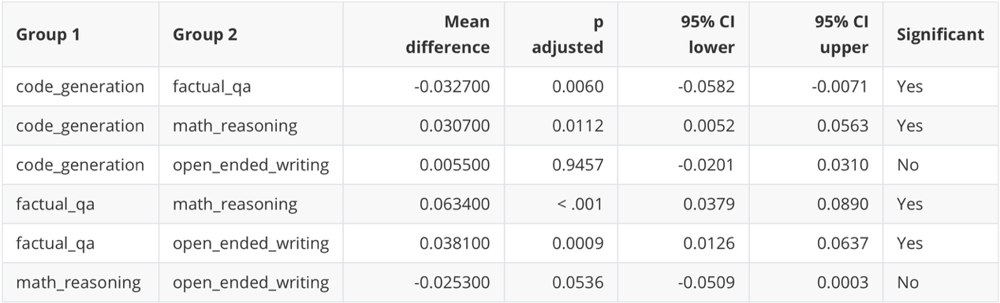 Group 1 Group 2 Mean difference p adjusted 95% CI lower 95% CI upper Significant
code_generation factual_qa -0.032700 0.0060 -0.0582 -0.0071 Yes
code_generation math_reasoning 0.030700 0.0112 0.0052 0.0563 Yes
code_generation open_ended_writing 0.005500 0.9457 -0.0201 0.0310 No
factual_qa math_reasoning 0.063400 < .001 0.0379 0.0890 Yes
factual_qa open_ended_writing 0.038100 0.0009 0.0126 0.0637 Yes
math_reasoning open_ended_writing -0.025300 0.0536 -0.0509 0.0003 No